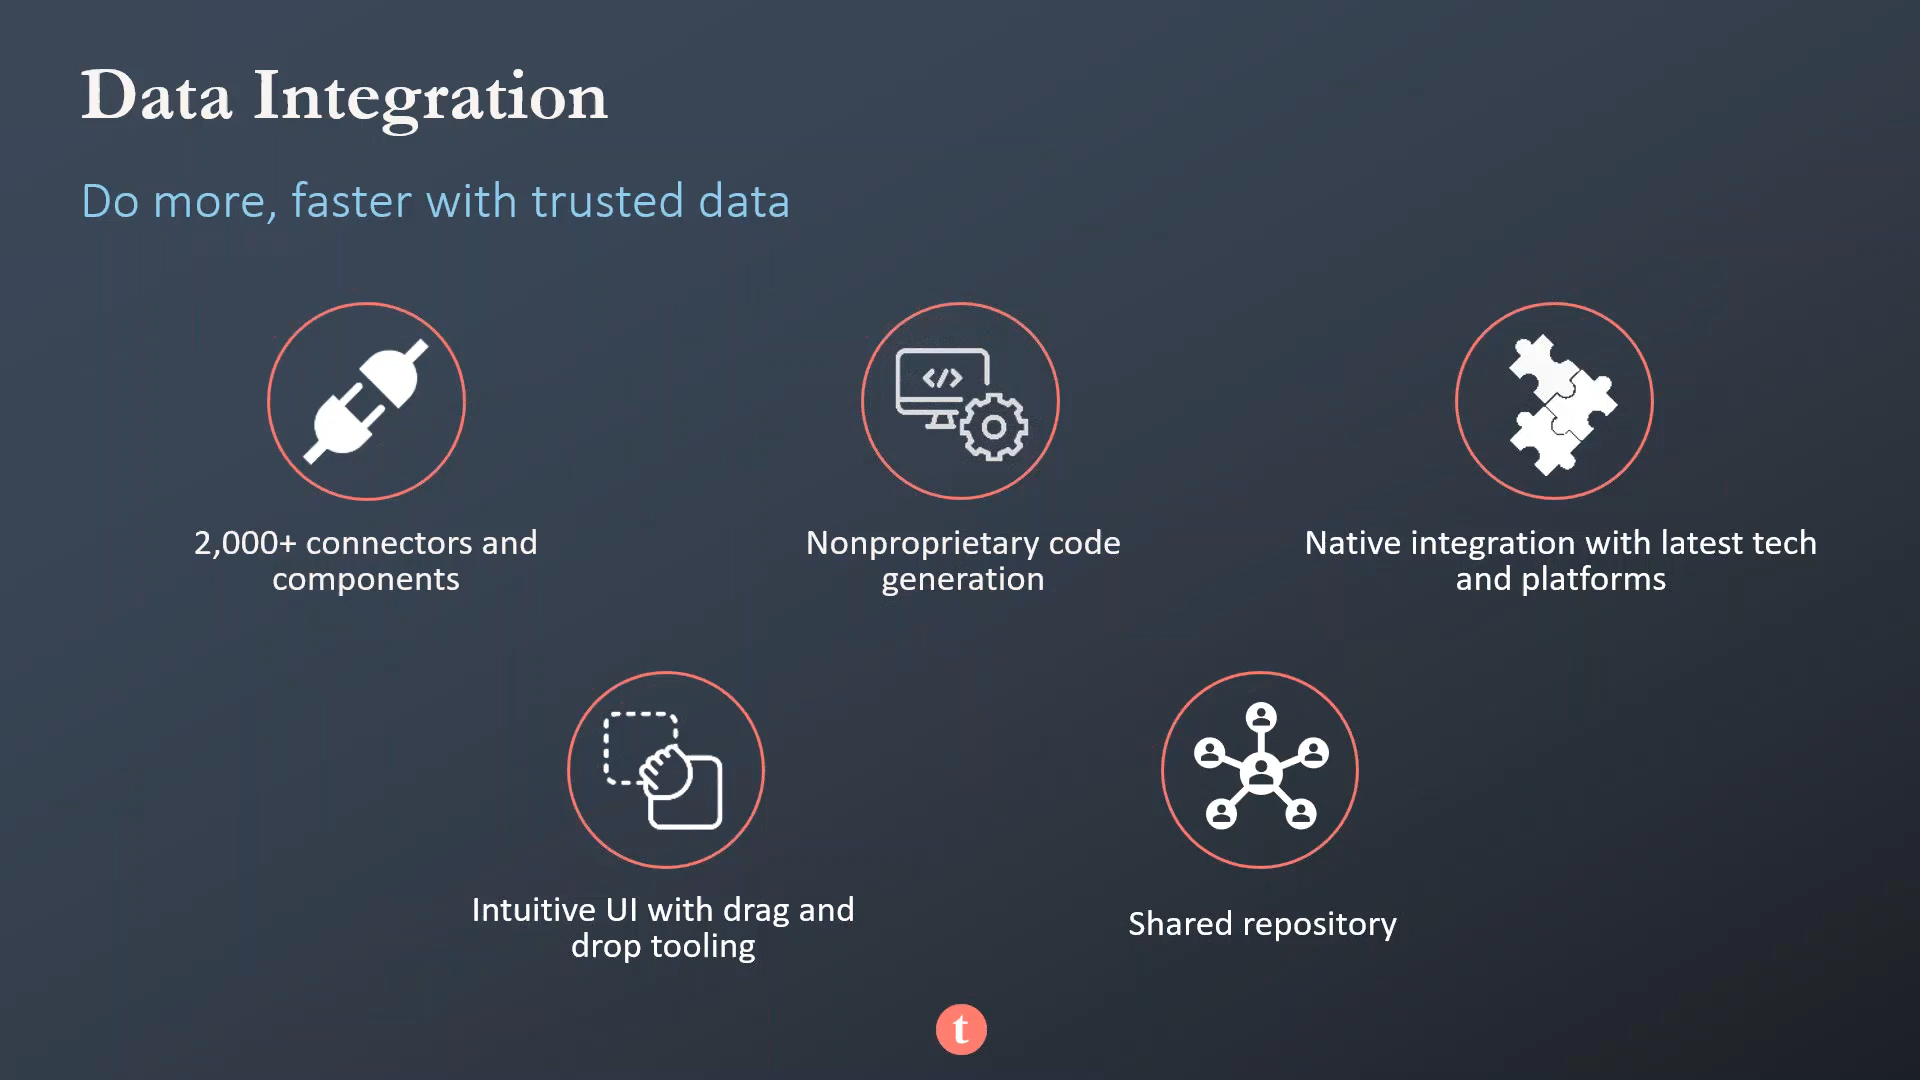 Data Integration
Do more, faster with trusted data
</>
2,000+ connectors and
components
Nonproprietary code
generation
Native integration with latest tech
and platforms
Intuitive UI with drag and
drop tooling
Shared repository
t